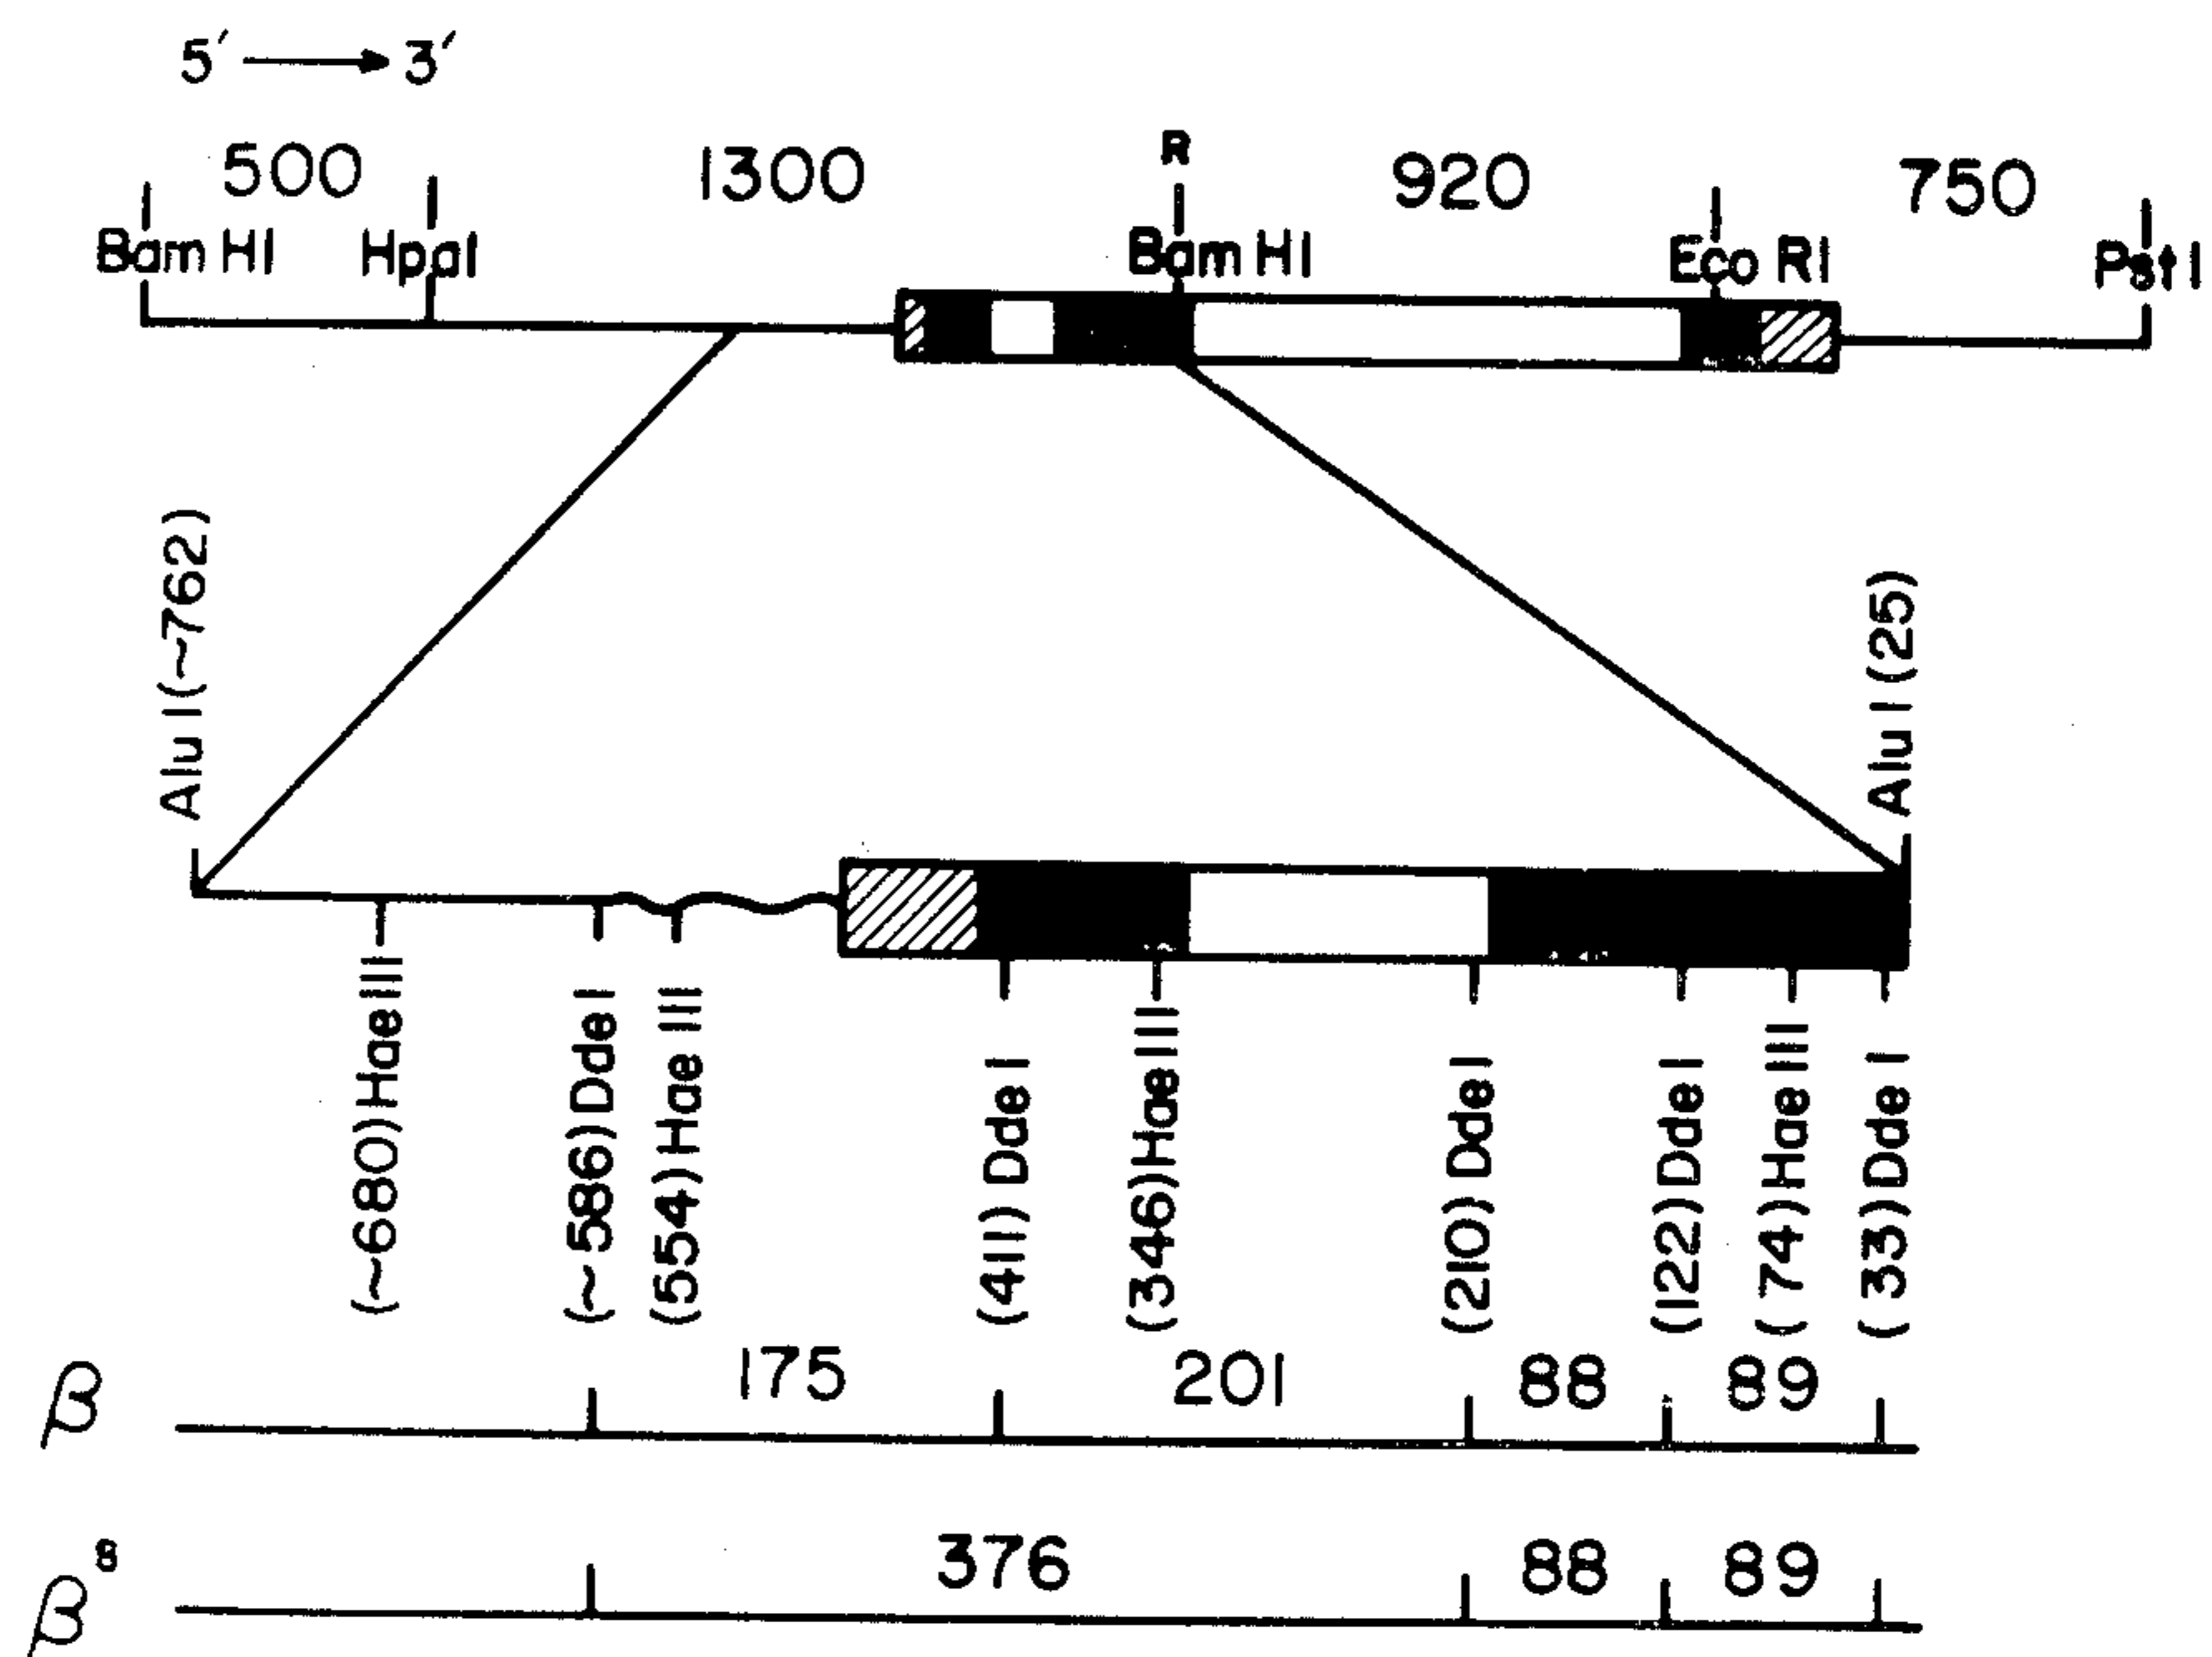 5′ 3′
500 1300 R 920 750
Bam HI HpaI Bam HI Eco RI Pst I
Alu I (~762)
Alu I (25)
(~680) Hae III
(~586) Dde I
(554) Hae III
(411) Dde I
(346) Hae III
(210) Dde I
(122) Dde I
(74) Hae III
(33) Dde I
β 175 201 88 89
βˢ 376 88 89